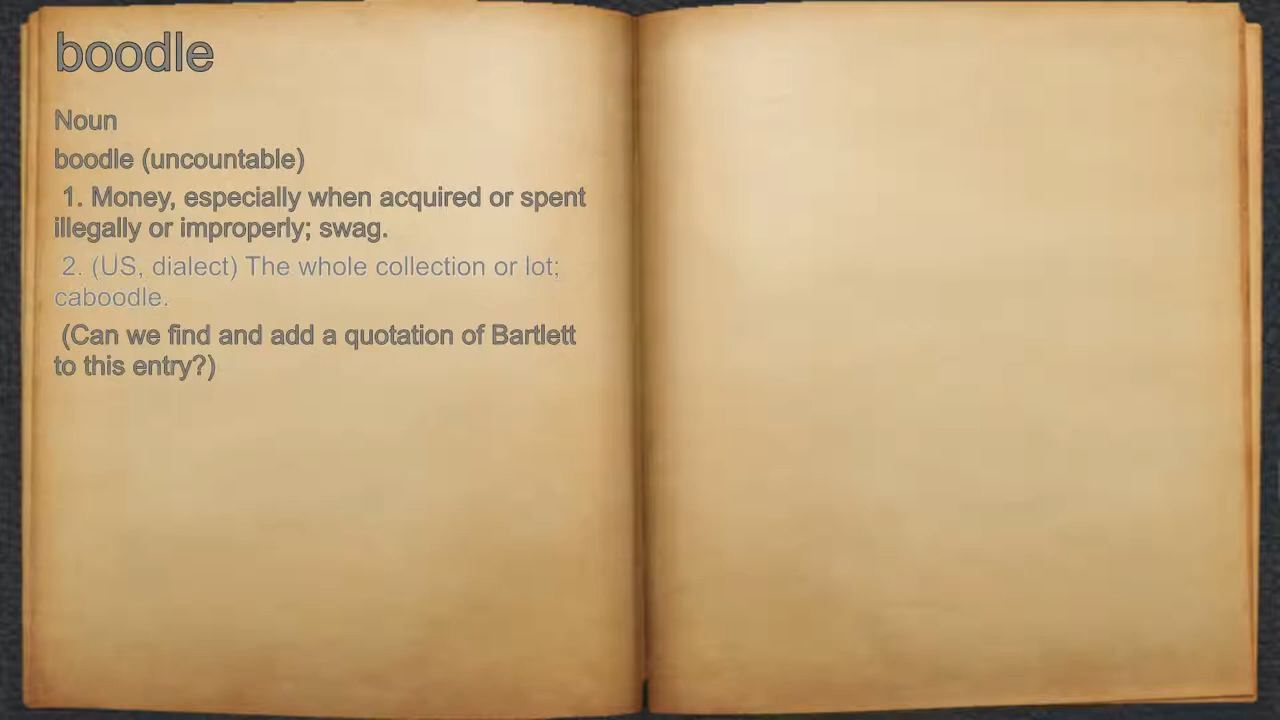 boodle
Noun
boodle (uncountable)
1. Money, especially when acquired or spent
illegally or improperly; swag.
2. (US, dialect) The whole collection or lot;
caboodle.
(Can we find and add a quotation of Bartlett
to this entry?)